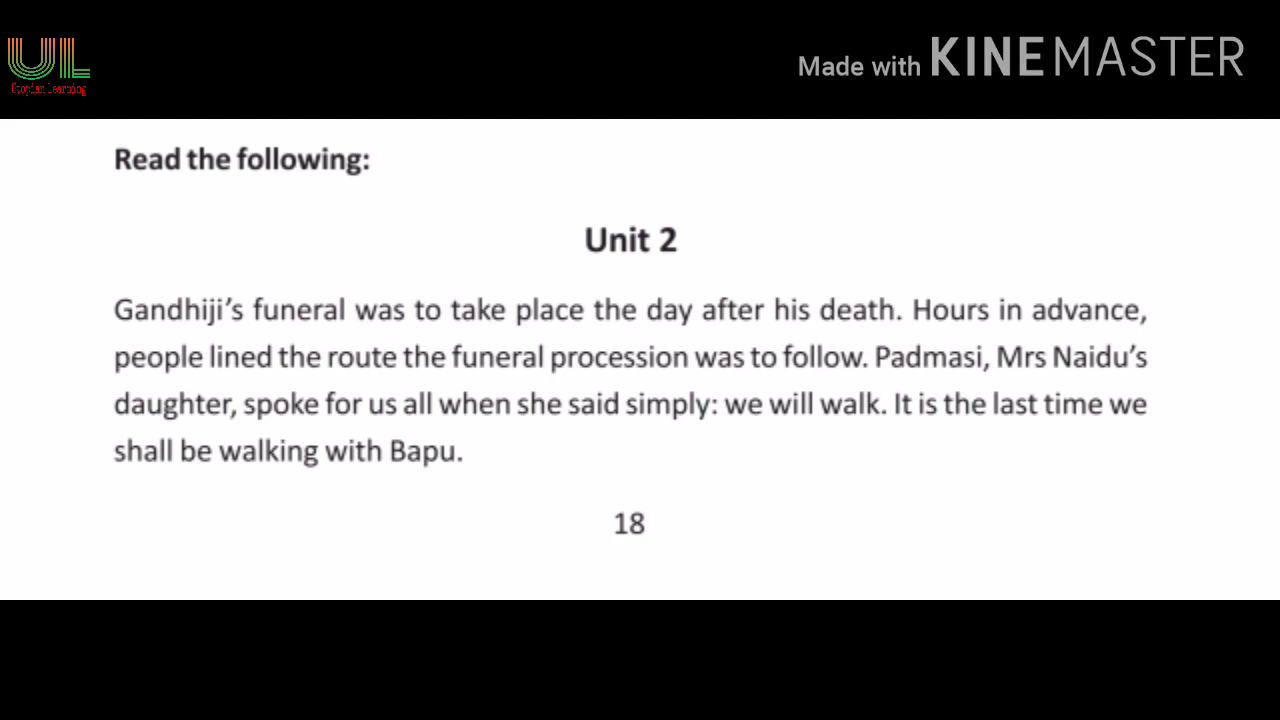 UL
Made with KINEMASTER
Utopian Learning
Read the following:
Unit 2
Gandhiji’s funeral was to take place the day after his death. Hours in advance,
people lined the route the funeral procession was to follow. Padmasi, Mrs Naidu’s
daughter, spoke for us all when she said simply: we will walk. It is the last time we
shall be walking with Bapu.
18